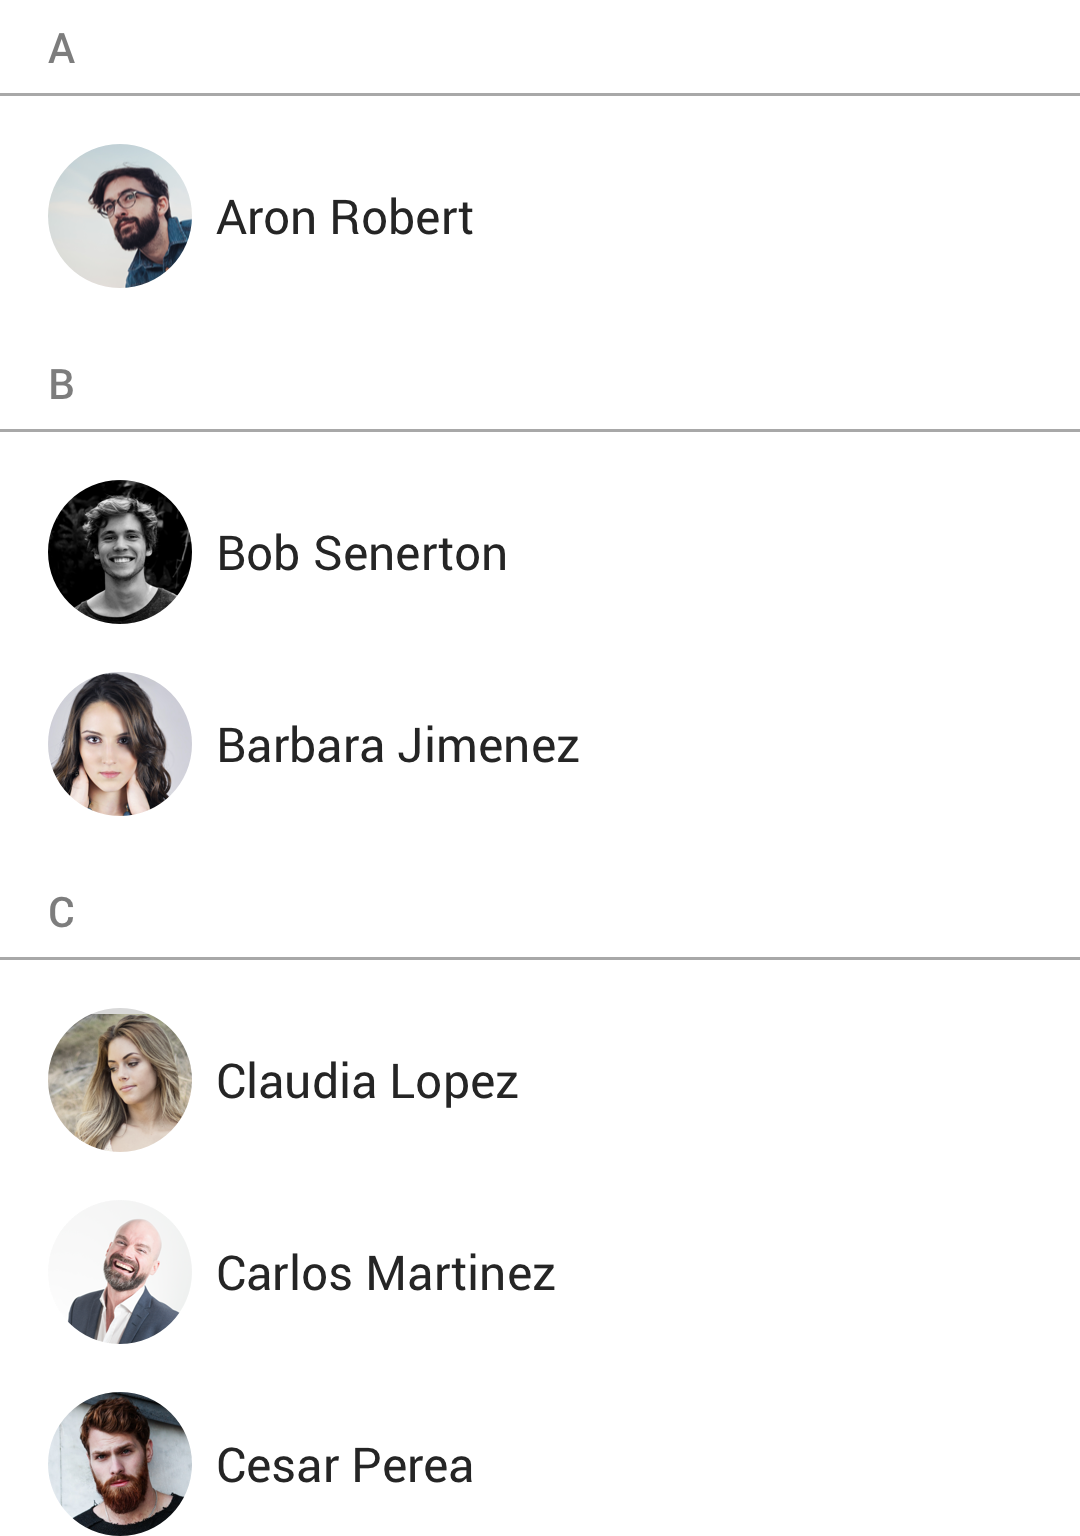 A
Aron Robert
B
Bob Senerton
Barbara Jimenez
C
Claudia Lopez
Carlos Martinez
Cesar Perea